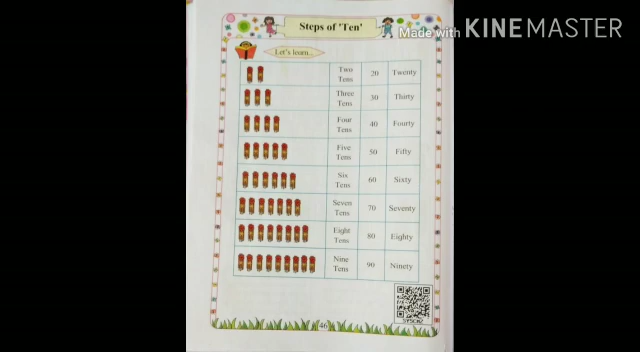 Steps of 'Ten'
Made with KINEMASTER
Let's learn...
Two Tens 20 Twenty
Three Tens 30 Thirty
Four Tens 40 Fourty
Five Tens 50 Fifty
Six Tens 60 Sixty
Seven Tens 70 Seventy
Eight Tens 80 Eighty
Nine Tens 90 Ninety
46